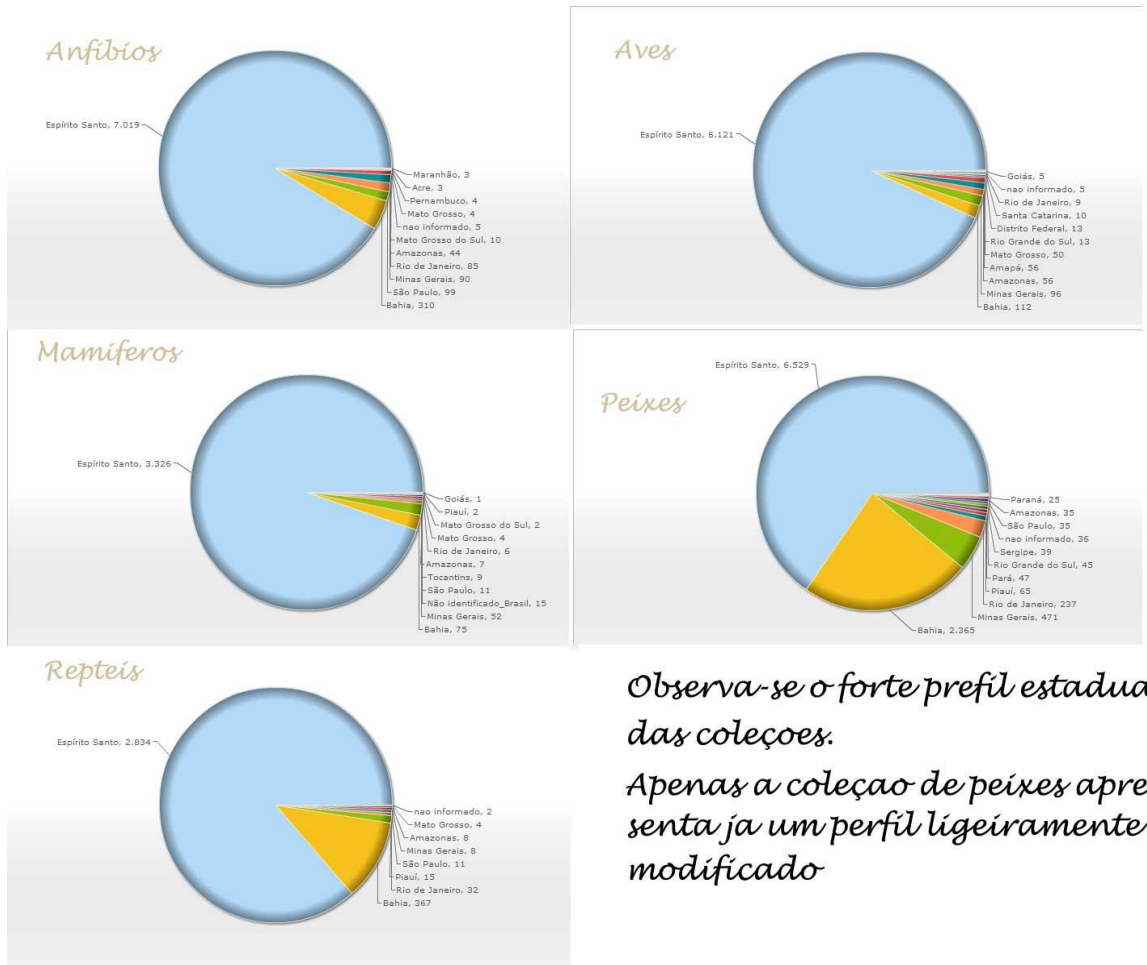 Anfíbios
Espírito Santo, 7.019
Maranhão, 3
Acre, 3
Pernambuco, 4
Mato Grosso, 4
nao informado, 5
Mato Grosso do Sul, 10
Amazonas, 44
Rio de Janeiro, 85
Minas Gerais, 90
São Paulo, 99
Bahia, 310
Aves
Espírito Santo, 6.121
Goiás, 5
nao informado, 5
Rio de Janeiro, 9
Santa Catarina, 10
Distrito Federal, 13
Rio Grande do Sul, 13
Mato Grosso, 50
Amapá, 56
Amazonas, 56
Minas Gerais, 96
Bahia, 112
Mamíferos
Espírito Santo, 3.326
Goiás, 1
Piauí, 2
Mato Grosso do Sul, 2
Mato Grosso, 4
Rio de Janeiro, 6
Amazonas, 7
Tocantins, 9
São Paulo, 11
Não identificado_Brasil, 15
Minas Gerais, 52
Bahia, 75
Peixes
Espírito Santo, 6.529
Paraná, 25
Amazonas, 35
São Paulo, 35
nao informado, 36
Sergipe, 39
Rio Grande do Sul, 45
Pará, 47
Piauí, 65
Rio de Janeiro, 237
Minas Gerais, 471
Bahia, 2.365
Repteis
Espírito Santo, 2.834
nao informado, 2
Mato Grosso, 4
Amazonas, 8
Minas Gerais, 8
São Paulo, 11
Piauí, 15
Rio de Janeiro, 32
Bahia, 367
Observa-se o forte prefil estadua
das coleçoes.
Apenas a coleçao de peixes apre
senta ja um perfil ligeiramente
modificado